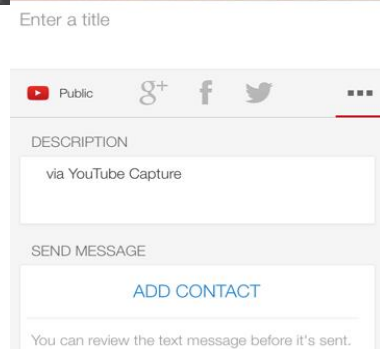 Enter a title
Public g+ f
DESCRIPTION
via YouTube Capture
SEND MESSAGE
ADD CONTACT
You can review the text message before it's sent.